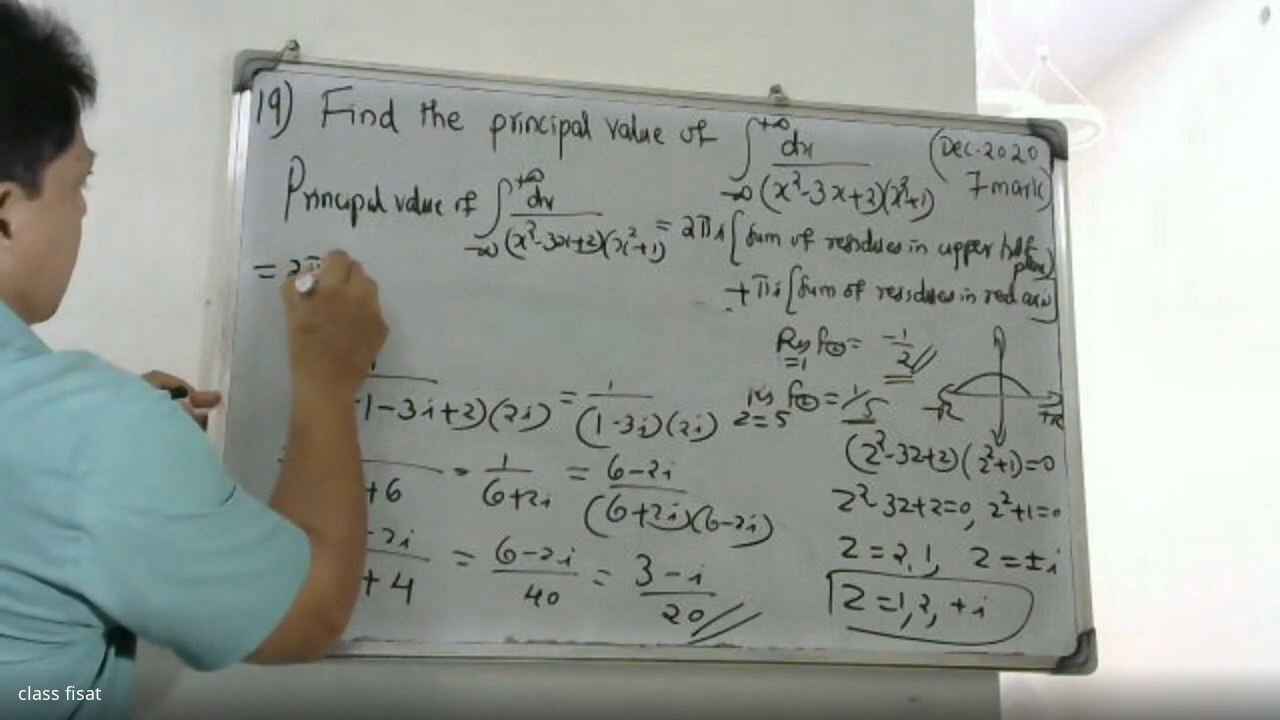 19) Find the principal value of ∫_{-∞}^{+∞} dx / (x²-3x+2)(x²+1) (Dec-2020 7 mark)
Principal value of ∫_{-∞}^{+∞} dx / (x²-3x+2)(x²+1) = 2πi [sum of residues in upper half plane]
+ πi [sum of residues in real axis]
= 2π
Res f(z) = -1/2
z=1
Res f(z) = 1/5
-1-3i+2)(2i) = 1/(1-3i)(2i)
+6 = 1/(6+2i) = (6-2i)/(6+2i)(6-2i)
-2i / +4 = (6-2i)/40 = (3-i)/20
-R +R
(z²-3z+2)(z²+1)=0
z²-3z+2=0, z²+1=0
z=2,1, z=±i
z=1,2,+i
class fisat